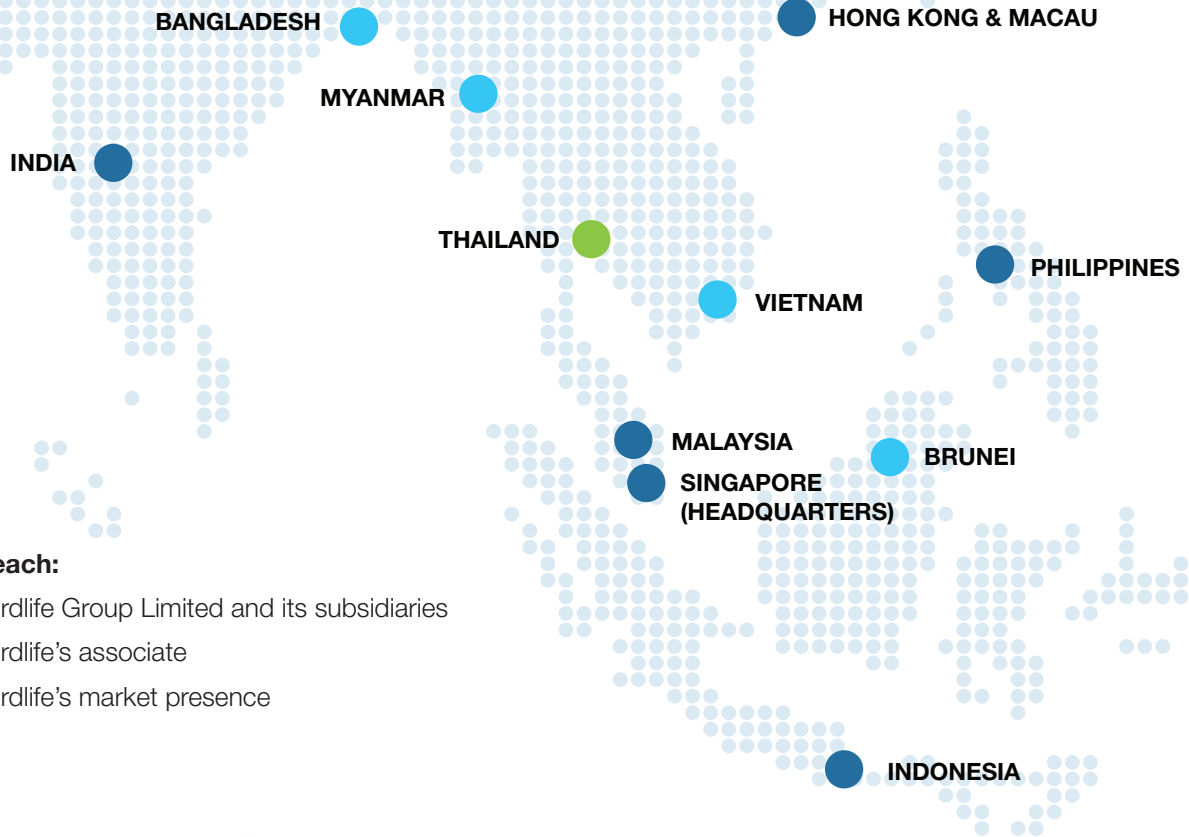 BANGLADESH
HONG KONG & MACAU
MYANMAR
INDIA
THAILAND
PHILIPPINES
VIETNAM
MALAYSIA
BRUNEI
SINGAPORE
(HEADQUARTERS)
each:
rdlife Group Limited and its subsidiaries
rdlife’s associate
rdlife’s market presence
INDONESIA